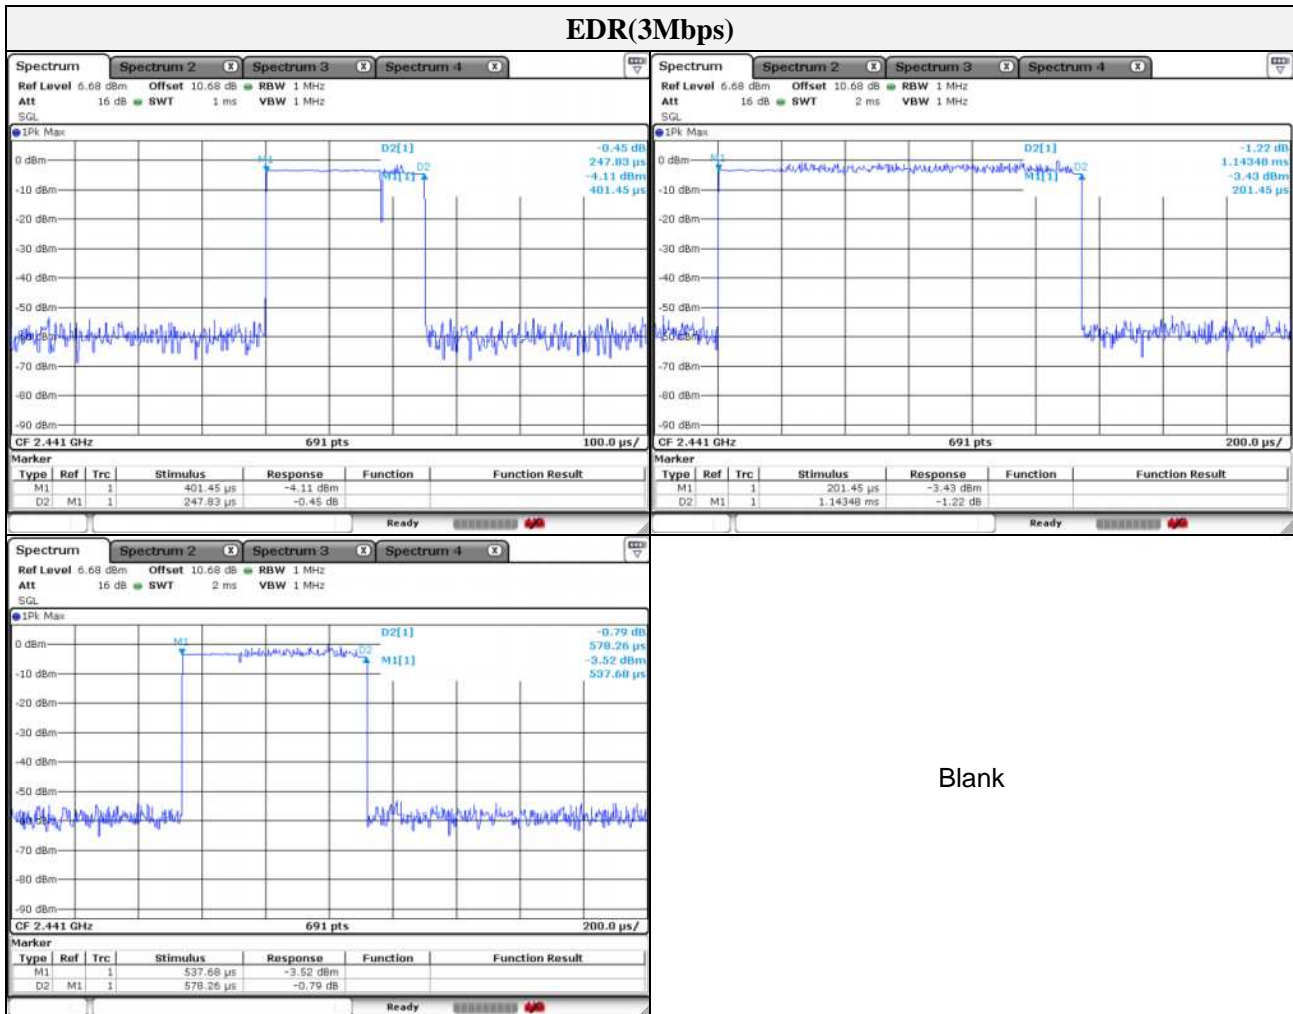 EDR(3Mbps)
Spectrum Spectrum 2 X Spectrum 3 X Spectrum 4 X
Ref Level 6.68 dBm Offset 10.68 dB RBW 1 MHz
Att 16 dB SWT 1 ms VBW 1 MHz
SGL
1Pk Max
D2[1] -0.45 dB
247.83 µs
M1[1] -4.11 dBm
401.45 µs
M1
D2
0 dBm
-10 dBm
-20 dBm
-30 dBm
-40 dBm
-50 dBm
-60 dBm
-70 dBm
-80 dBm
-90 dBm
CF 2.441 GHz 691 pts 100.0 µs/
Marker
Type Ref Trc Stimulus Response Function Function Result
M1 1 401.45 µs -4.11 dBm
D2 M1 1 247.83 µs -0.45 dB
Ready
Spectrum Spectrum 2 X Spectrum 3 X Spectrum 4 X
Ref Level 6.68 dBm Offset 10.68 dB RBW 1 MHz
Att 16 dB SWT 2 ms VBW 1 MHz
SGL
1Pk Max
D2[1] -1.22 dB
1.14348 ms
M1[1] -3.43 dBm
201.45 µs
M1
D2
0 dBm
-10 dBm
-20 dBm
-30 dBm
-40 dBm
-50 dBm
-60 dBm
-70 dBm
-80 dBm
-90 dBm
CF 2.441 GHz 691 pts 200.0 µs/
Marker
Type Ref Trc Stimulus Response Function Function Result
M1 1 201.45 µs -3.43 dBm
D2 M1 1 1.14348 ms -1.22 dB
Ready
Spectrum Spectrum 2 X Spectrum 3 X Spectrum 4 X
Ref Level 6.68 dBm Offset 10.68 dB RBW 1 MHz
Att 16 dB SWT 2 ms VBW 1 MHz
SGL
1Pk Max
D2[1] -0.79 dB
578.26 µs
M1[1] -3.52 dBm
537.68 µs
M1
D2
0 dBm
-10 dBm
-20 dBm
-30 dBm
-40 dBm
-50 dBm
-60 dBm
-70 dBm
-80 dBm
-90 dBm
CF 2.441 GHz 691 pts 200.0 µs/
Marker
Type Ref Trc Stimulus Response Function Function Result
M1 1 537.68 µs -3.52 dBm
D2 M1 1 578.26 µs -0.79 dB
Ready
Blank